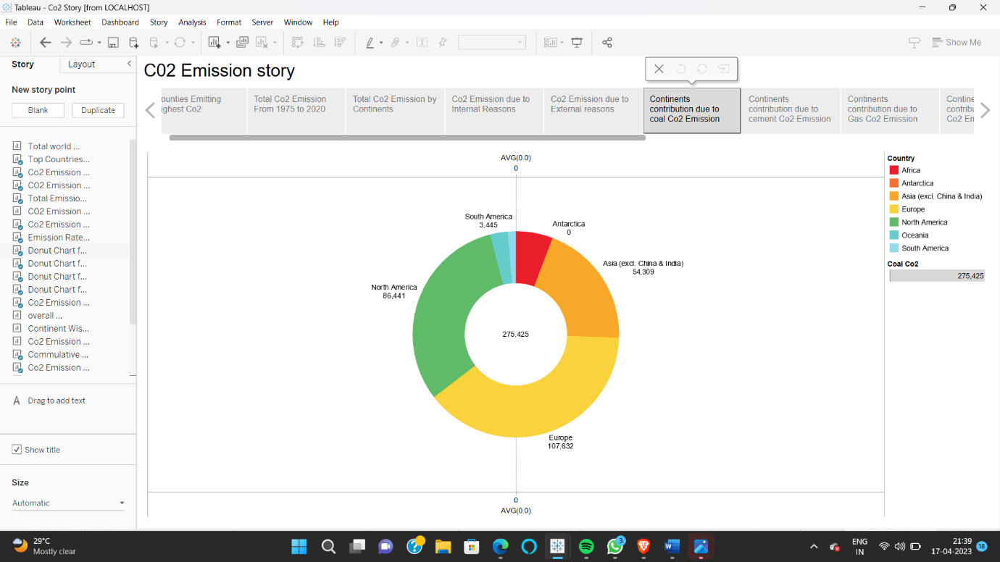 Tableau - Co2 Story [from LOCALHOST]
File Data Worksheet Dashboard Story Analysis Format Server Window Help
Show Me
Story Layout
New story point
Blank Duplicate
Total world ...
Top Countries...
Co2 Emission ...
CO2 Emission ...
Total Emissio...
C02 Emission ...
Co2 Emission ...
Emission Rate...
Donut Chart f...
Donut Chart f...
Donut Chart f...
Donut Chart f...
Co2 Emission ...
overall ...
Continent Wis...
Co2 Emission ...
Commulative ...
Co2 Emission ...
A Drag to add text
Show title
Size
Automatic
C02 Emission story
ounties Emitting
ighest Co2
Total Co2 Emission
From 1975 to 2020
Total Co2 Emission by
Continents
Co2 Emission due to
Internal Reasons
Co2 Emission due to
External reasons
Continents
contribution due to
coal Co2 Emission
Continents
contribution due to
cement Co2 Emission
Continents
contribution due to
Gas Co2 Emission
Contine
contribu
Co2 Em
AVG(0.0)
0
South America
3,445
Antarctica
0
Asia (excl. China & India)
54,309
North America
86,441
275,425
Europe
107,632
0
AVG(0.0)
Country
Africa
Antarctica
Asia (excl. China & India)
Europe
North America
Oceania
South America
Coal Co2
275,425
29°C
Mostly clear
3
ENG
IN
21:39
17-04-2023
18